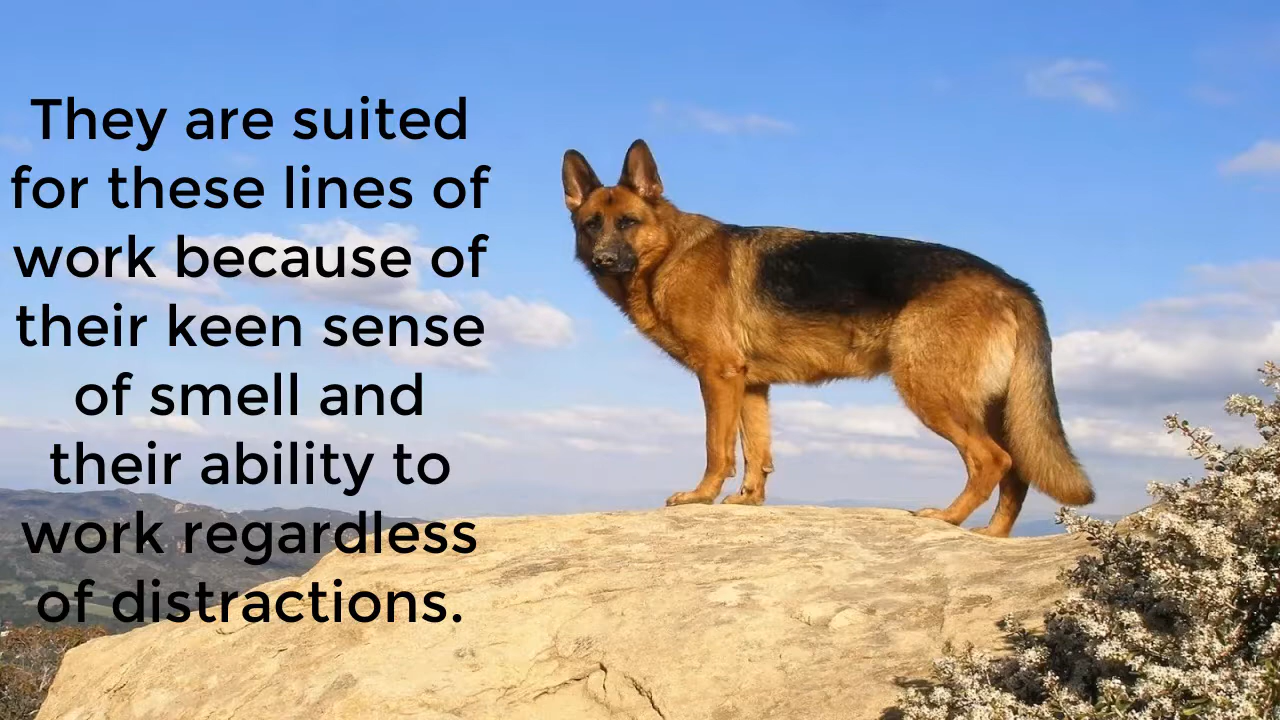 They are suited
for these lines of
work because of
their keen sense
of smell and
their ability to
work regardless
of distractions.